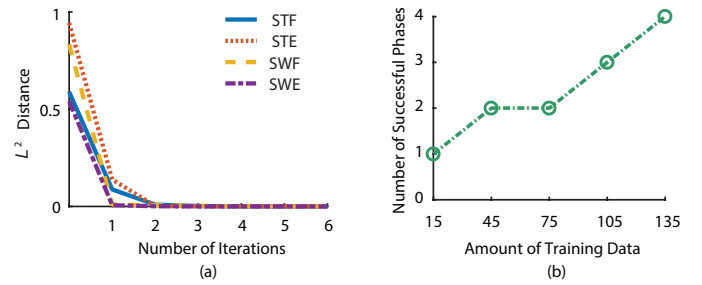 1
0.5
0
L² Distance
STF
STE
SWF
SWE
1 2 3 4 5 6
Number of Iterations
(a)
4
3
2
1
0
Number of Successful Phases
15 45 75 105 135
Amount of Training Data
(b)